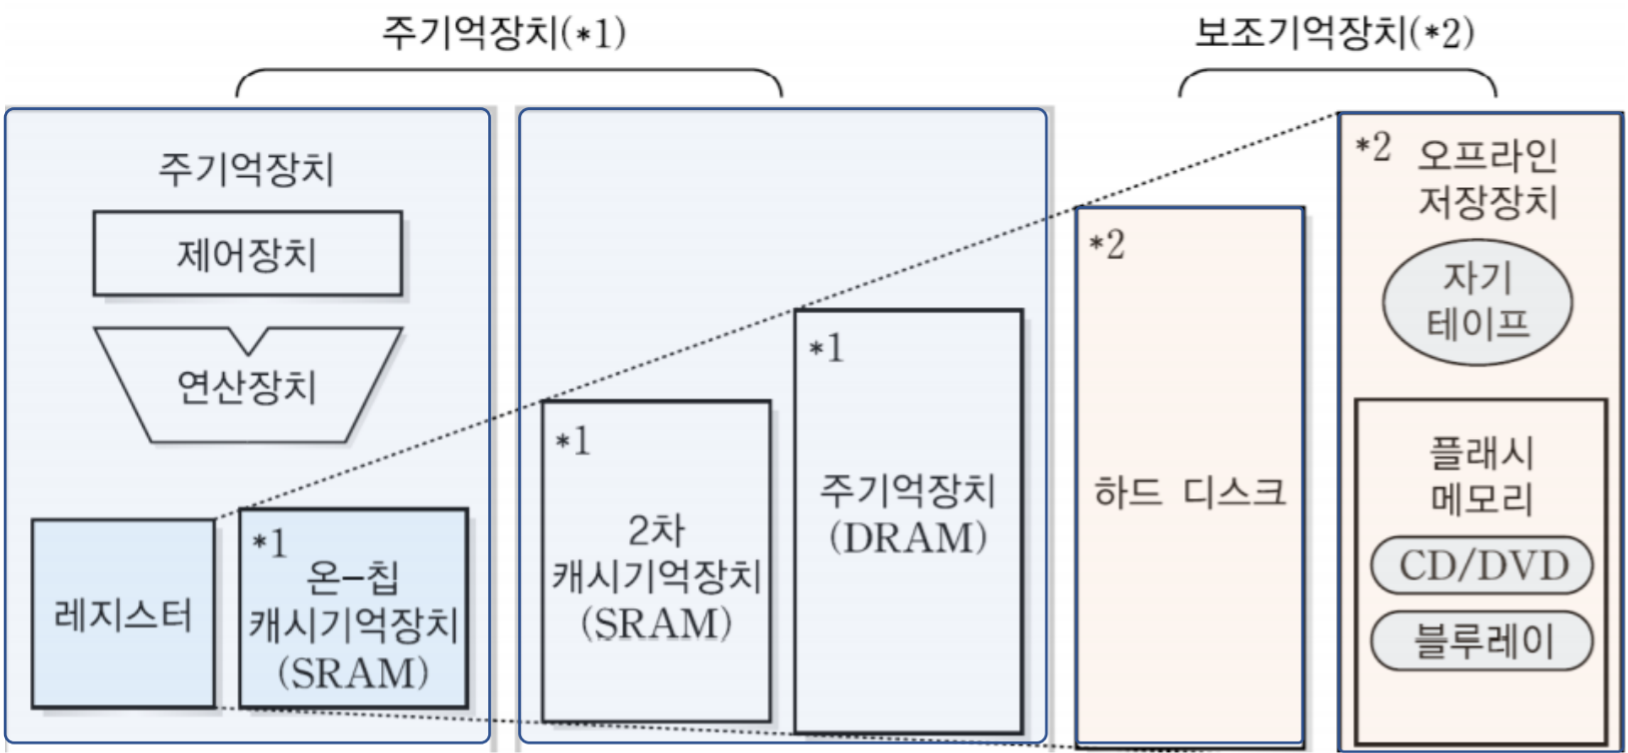 주기억장치(*1)
보조기억장치(*2)
주기억장치
제어장치
연산장치
레지스터
*1
온-칩
캐시기억장치
(SRAM)
*1
2차
캐시기억장치
(SRAM)
*1
주기억장치
(DRAM)
*2
하드 디스크
*2 오프라인
저장장치
자기
테이프
플래시
메모리
CD/DVD
블루레이